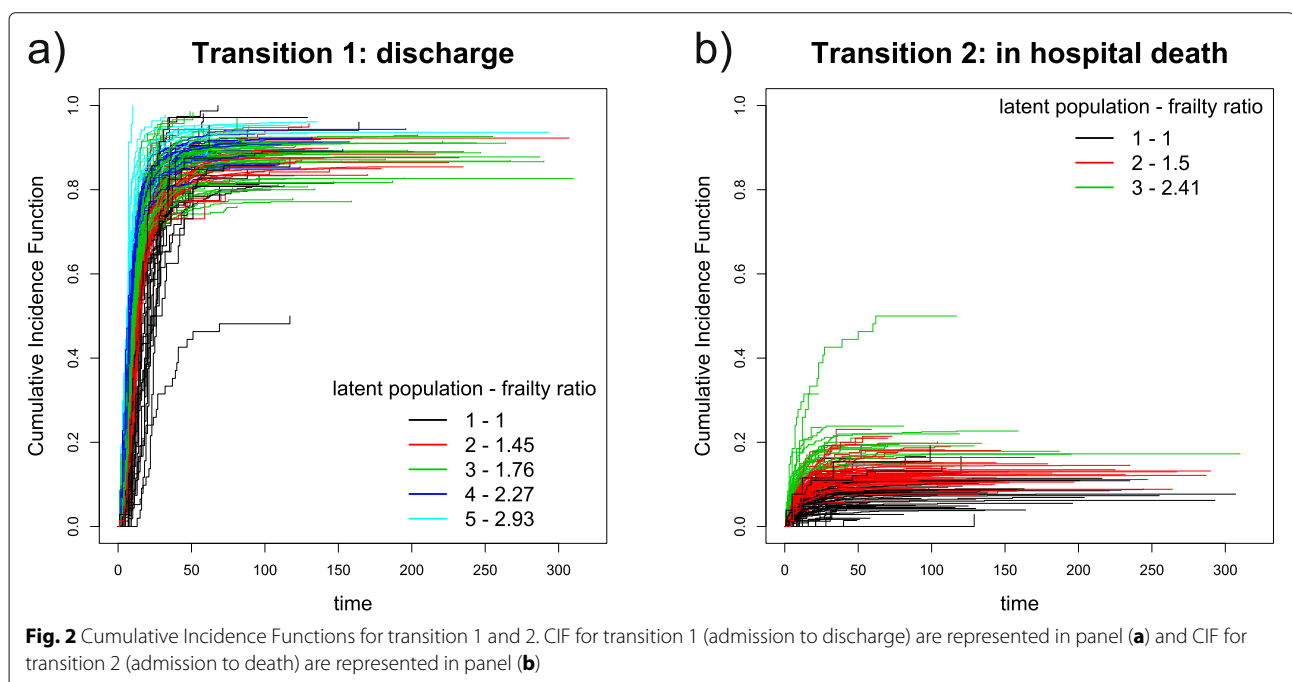 a)
Transition 1: discharge
Cumulative Incidence Function
1.0
0.8
0.6
0.4
0.2
0.0
latent population - frailty ratio
1 - 1
2 - 1.45
3 - 1.76
4 - 2.27
5 - 2.93
0 50 100 150 200 250 300
time
b)
Transition 2: in hospital death
Cumulative Incidence Function
1.0
0.8
0.6
0.4
0.2
0.0
latent population - frailty ratio
1 - 1
2 - 1.5
3 - 2.41
0 50 100 150 200 250 300
time
Fig. 2 Cumulative Incidence Functions for transition 1 and 2. CIF for transition 1 (admission to discharge) are represented in panel (a) and CIF for
transition 2 (admission to death) are represented in panel (b)